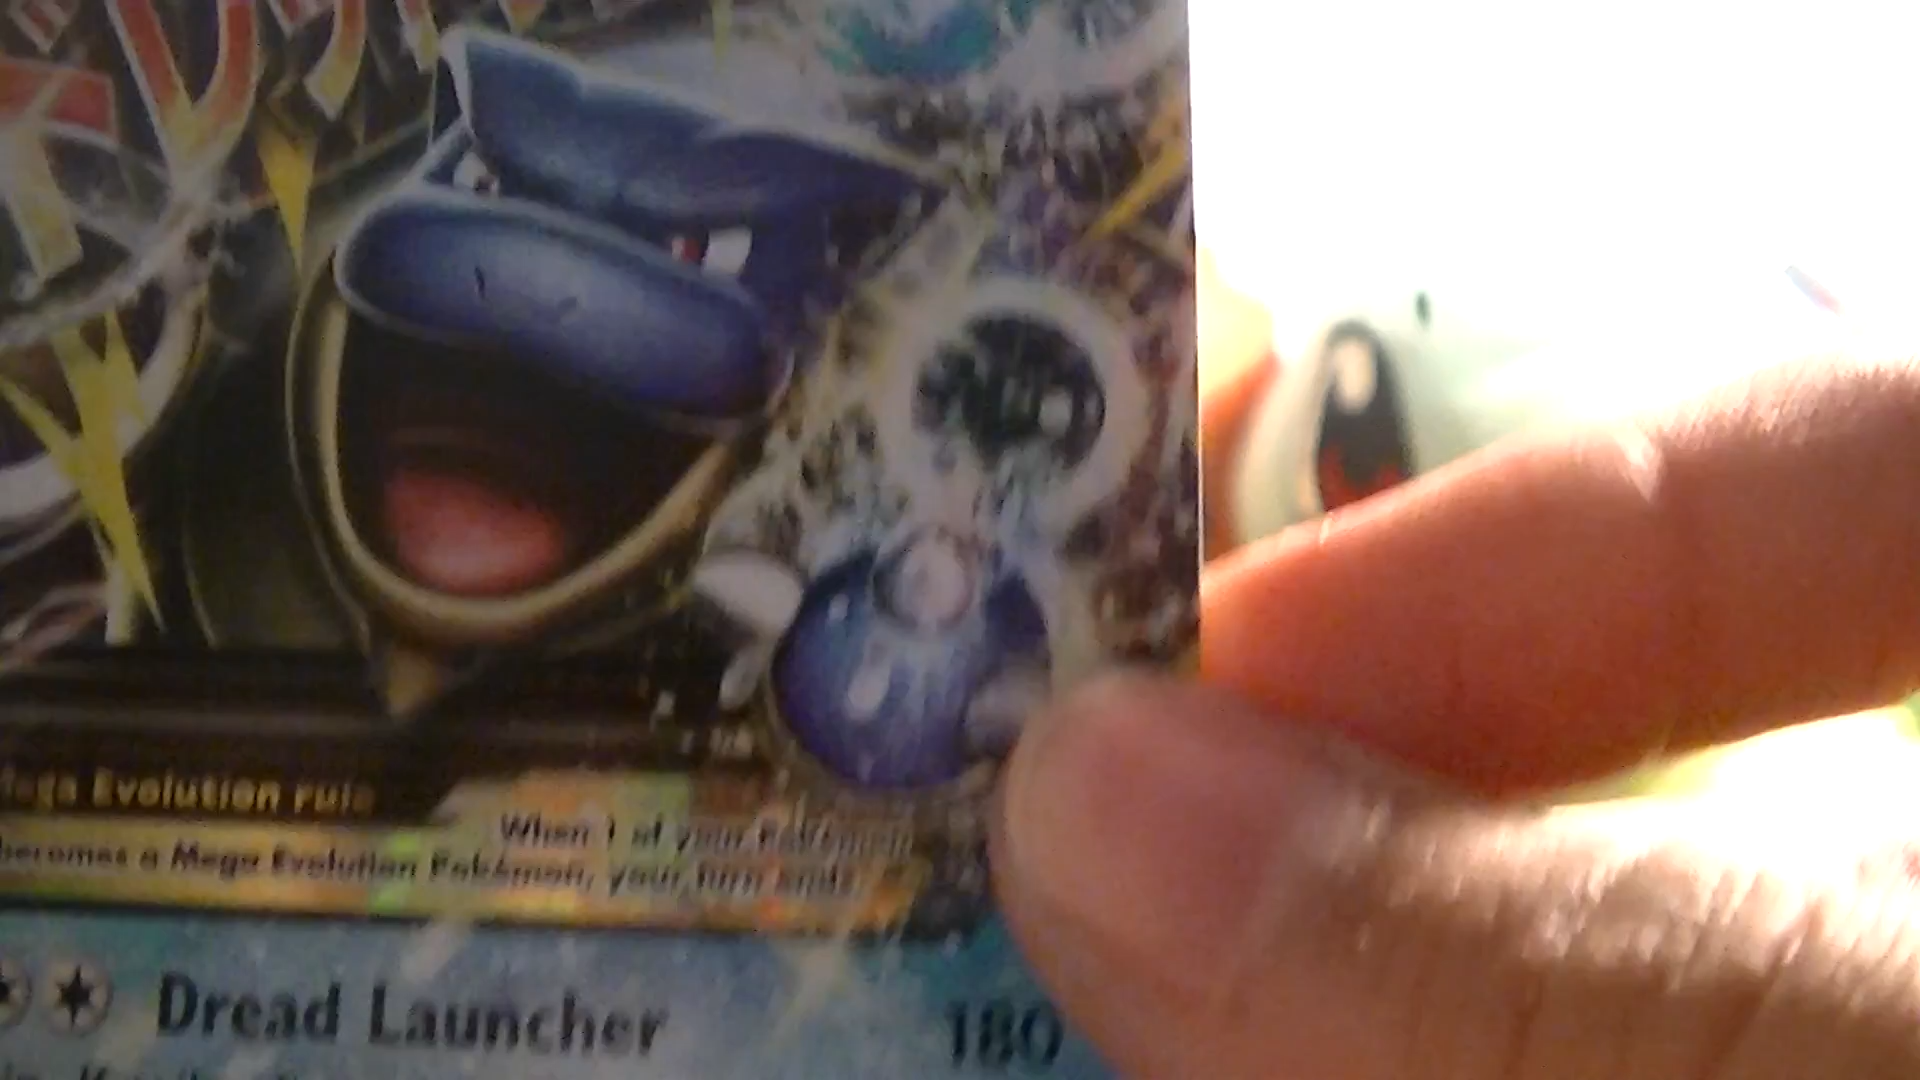 Mega Evolution rule
When 1 of your Pokémon
becomes a Mega Evolution Pokémon, your turn ends.
Dread Launcher 180